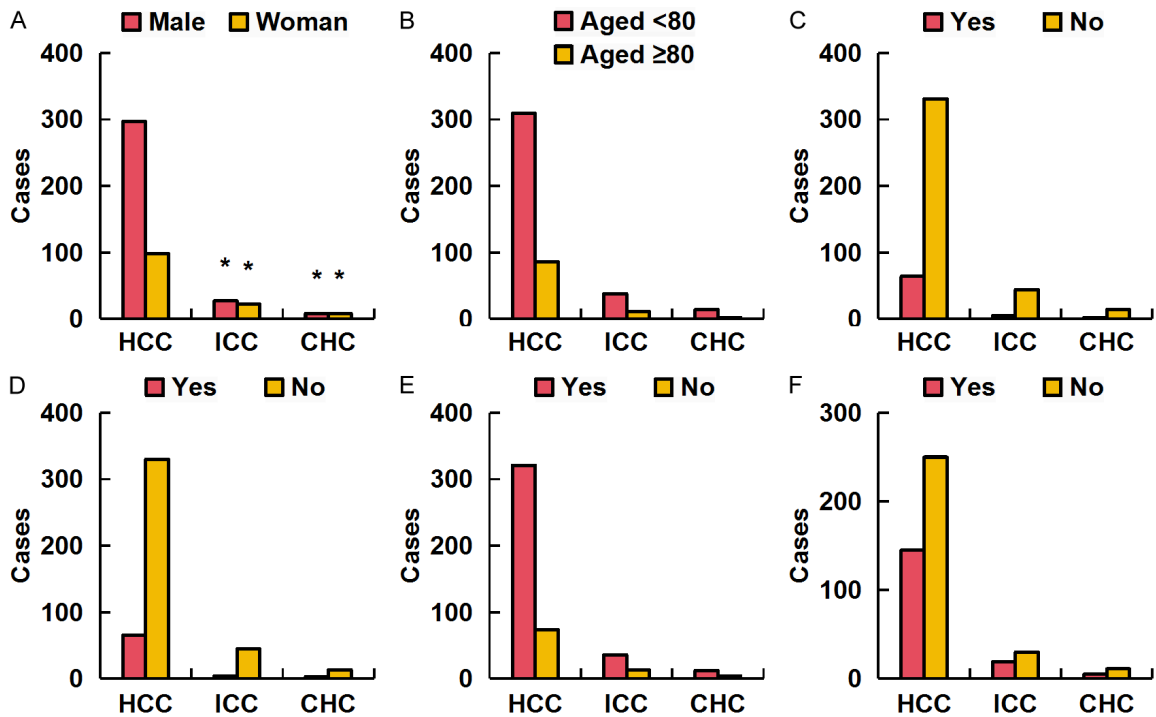 A
Male Woman
400
300
200
100
0
Cases
* * * *
HCC ICC CHC
B
Aged <80
Aged ≥80
400
300
200
100
0
Cases
HCC ICC CHC
C
Yes No
400
300
200
100
0
Cases
HCC ICC CHC
D
Yes No
400
300
200
100
0
Cases
HCC ICC CHC
E
Yes No
400
300
200
100
0
Cases
HCC ICC CHC
F
Yes No
300
200
100
0
Cases
HCC ICC CHC